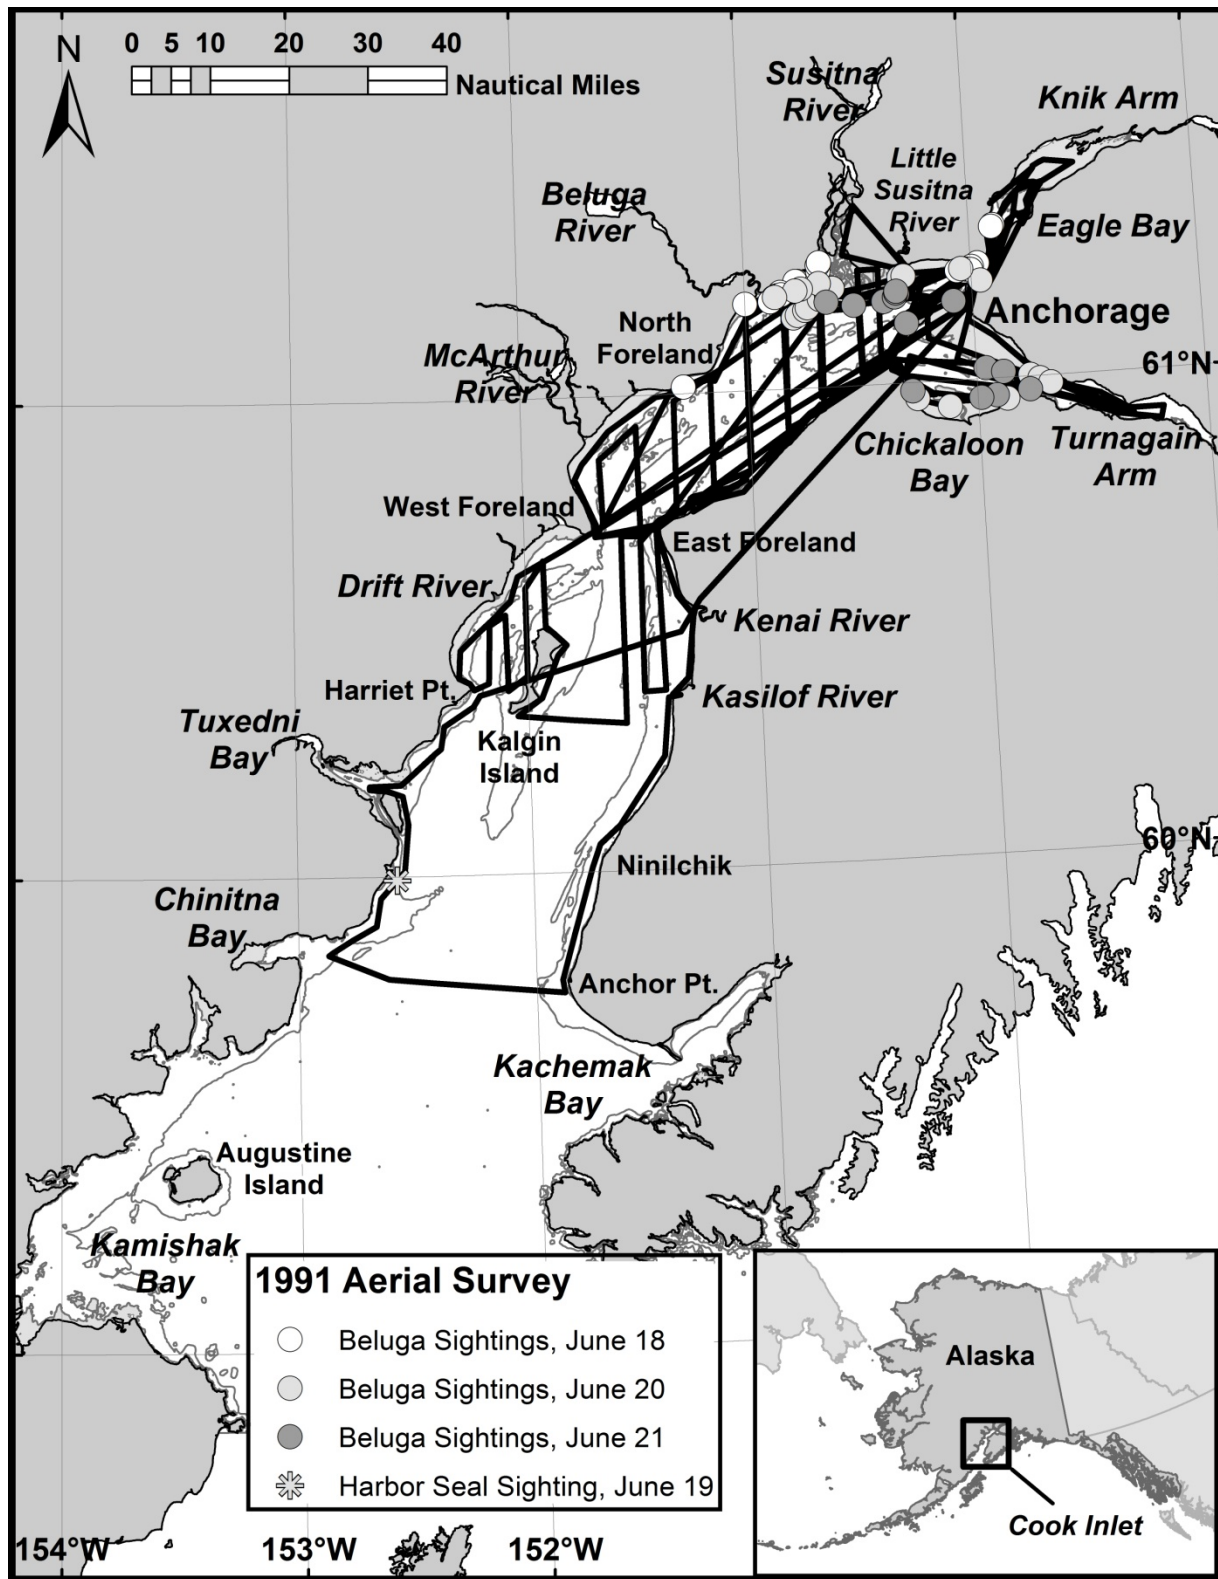 N
0 5 10 20 30 40
Nautical Miles
Susitna
River
Knik Arm
Little
Susitna
River
Beluga
River
Eagle Bay
Anchorage
North
Foreland
McArthur
River
61°N
Chickaloon
Bay
Turnagain
Arm
West Foreland
East Foreland
Drift River
Kenai River
Harriet Pt.
Kasilof River
Tuxedni
Bay
Kalgin
Island
60°N
Ninilchik
Chinitna
Bay
Anchor Pt.
Kachemak
Bay
Augustine
Island
Kamishak
Bay
1991 Aerial Survey
Beluga Sightings, June 18
Beluga Sightings, June 20
Beluga Sightings, June 21
Harbor Seal Sighting, June 19
Alaska
Cook Inlet
154°W
153°W
152°W